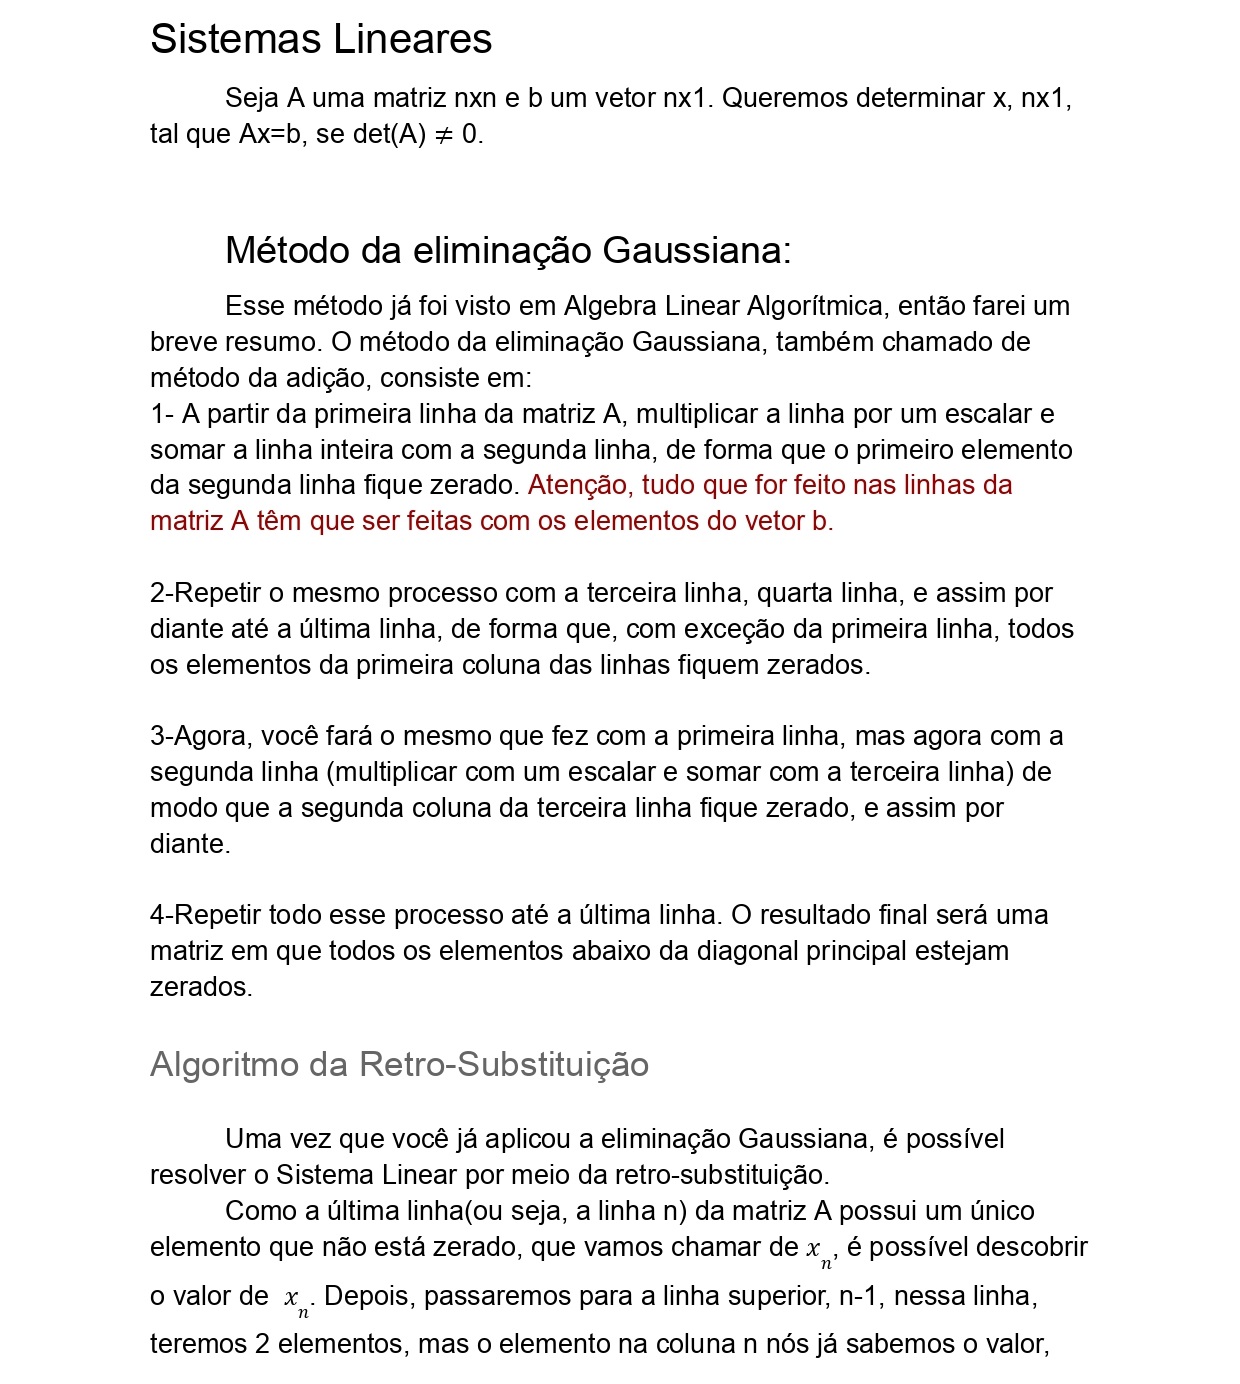 Sistemas Lineares
Seja A uma matriz nxn e b um vetor nx1. Queremos determinar x, nx1,
tal que Ax=b, se det(A) ≠ 0.
Método da eliminação Gaussiana:
Esse método já foi visto em Algebra Linear Algorítmica, então farei um
breve resumo. O método da eliminação Gaussiana, também chamado de
método da adição, consiste em:
1- A partir da primeira linha da matriz A, multiplicar a linha por um escalar e
somar a linha inteira com a segunda linha, de forma que o primeiro elemento
da segunda linha fique zerado. Atenção, tudo que for feito nas linhas da
matriz A têm que ser feitas com os elementos do vetor b.
2-Repetir o mesmo processo com a terceira linha, quarta linha, e assim por
diante até a última linha, de forma que, com exceção da primeira linha, todos
os elementos da primeira coluna das linhas fiquem zerados.
3-Agora, você fará o mesmo que fez com a primeira linha, mas agora com a
segunda linha (multiplicar com um escalar e somar com a terceira linha) de
modo que a segunda coluna da terceira linha fique zerado, e assim por
diante.
4-Repetir todo esse processo até a última linha. O resultado final será uma
matriz em que todos os elementos abaixo da diagonal principal estejam
zerados.
Algoritmo da Retro-Substituição
Uma vez que você já aplicou a eliminação Gaussiana, é possível
resolver o Sistema Linear por meio da retro-substituição.
Como a última linha(ou seja, a linha n) da matriz A possui um único
elemento que não está zerado, que vamos chamar de x_n, é possível descobrir
o valor de x_n. Depois, passaremos para a linha superior, n-1, nessa linha,
teremos 2 elementos, mas o elemento na coluna n nós já sabemos o valor,